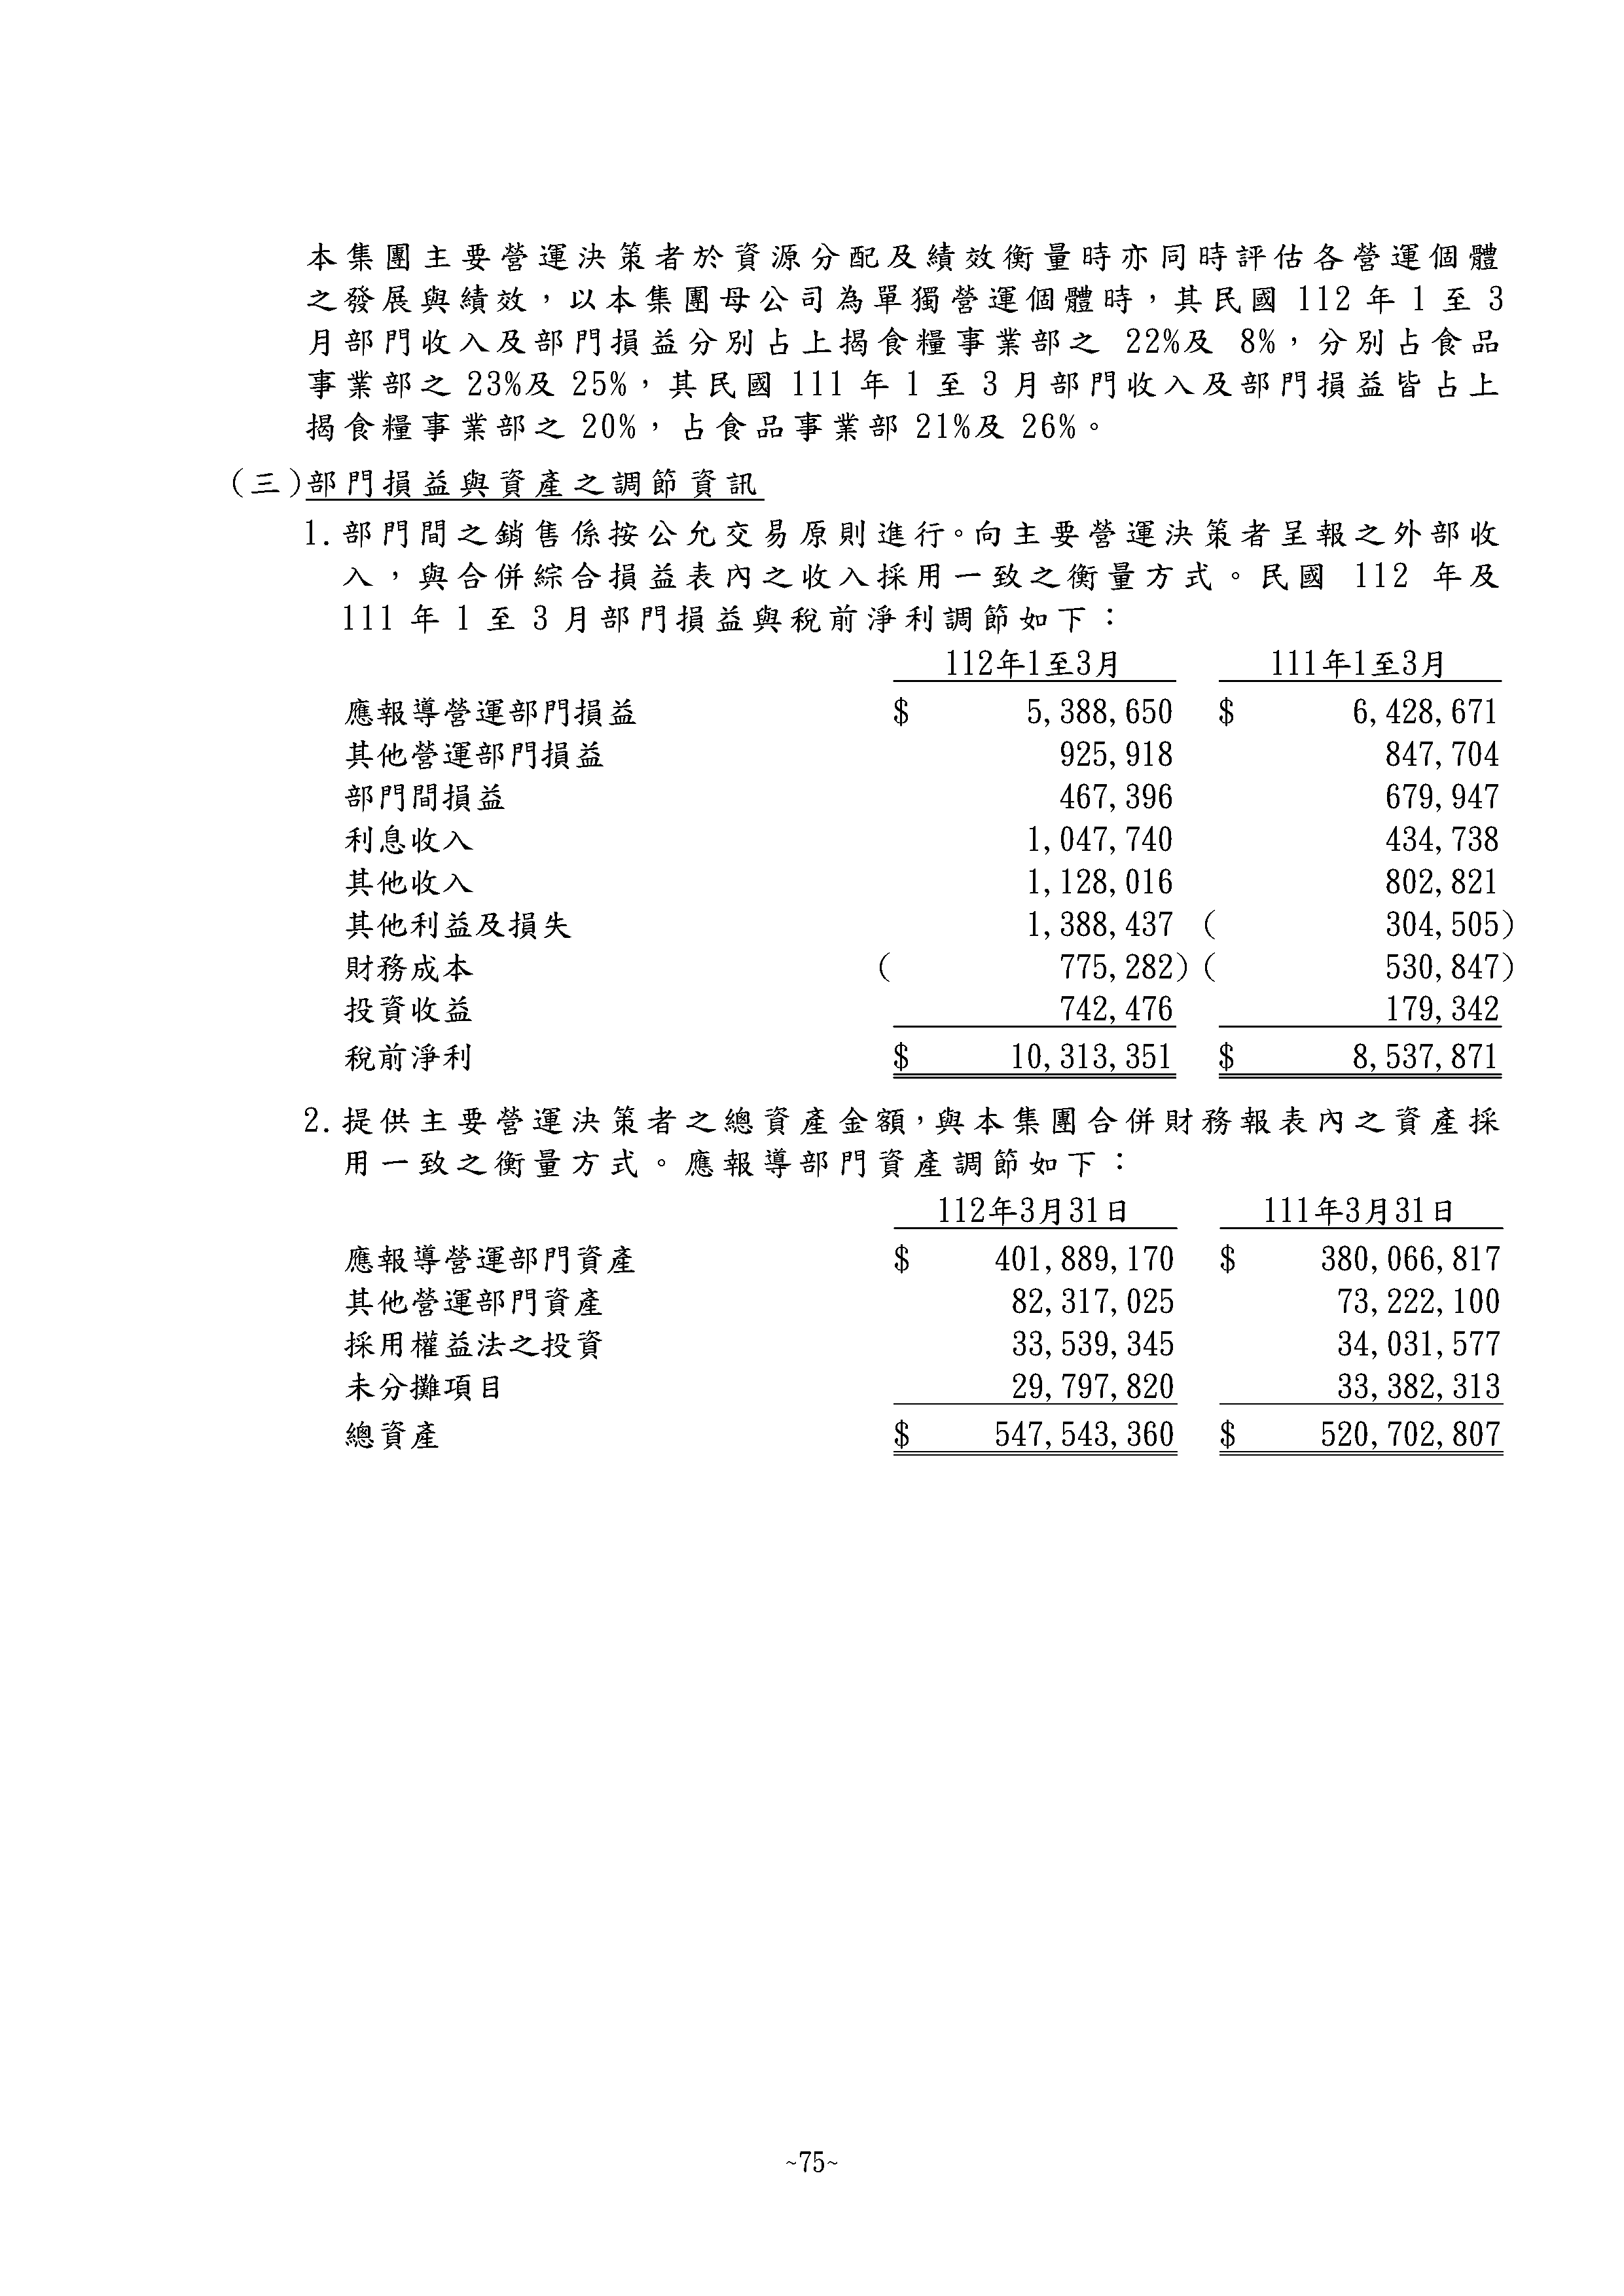 本集團主要營運決策者於資源分配及績效衡量時亦同時評估各營運個體
之發展與績效，以本集團母公司為單獨營運個體時，其民國 112 年 1 至 3
月部門收入及部門損益分別占上揭食糧事業部之 22%及 8%，分別占食品
事業部之 23%及 25%，其民國 111 年 1 至 3 月部門收入及部門損益皆占上
揭食糧事業部之 20%，占食品事業部 21%及 26%。
(三)部門損益與資產之調節資訊
1.部門間之銷售係按公允交易原則進行。向主要營運決策者呈報之外部收
入，與合併綜合損益表內之收入採用一致之衡量方式。民國 112 年及
111 年 1 至 3 月部門損益與稅前淨利調節如下：
112年1至3月 111年1至3月
應報導營運部門損益 $ 5,388,650 $ 6,428,671
其他營運部門損益 925,918 847,704
部門間損益 467,396 679,947
利息收入 1,047,740 434,738
其他收入 1,128,016 802,821
其他利益及損失 1,388,437 ( 304,505)
財務成本 ( 775,282) ( 530,847)
投資收益 742,476 179,342
稅前淨利 $ 10,313,351 $ 8,537,871
2.提供主要營運決策者之總資產金額，與本集團合併財務報表內之資產採
用一致之衡量方式。應報導部門資產調節如下：
112年3月31日 111年3月31日
應報導營運部門資產 $ 401,889,170 $ 380,066,817
其他營運部門資產 82,317,025 73,222,100
採用權益法之投資 33,539,345 34,031,577
未分攤項目 29,797,820 33,382,313
總資產 $ 547,543,360 $ 520,702,807
~75~